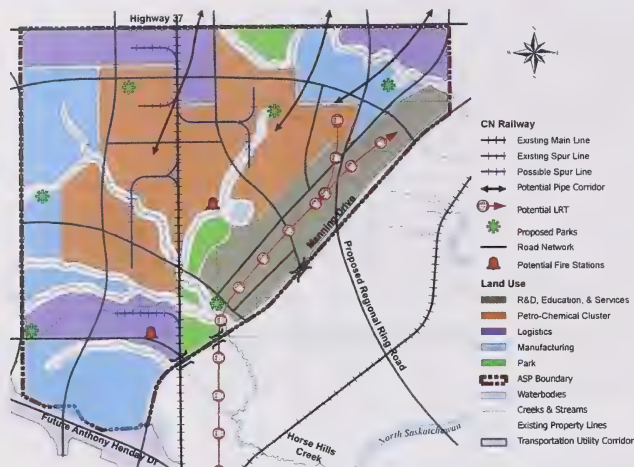 Highway 37
Manning Drive
Proposed Regional Ring Road
Future Anthony Henday Dr
Horse Hills
Creek
North Saskatchewan
CN Railway
Existing Main Line
Existing Spur Line
Possible Spur Line
Potential Pipe Corridor
Potential LRT
Proposed Parks
Road Network
Potential Fire Stations
Land Use
R&D, Education, & Services
Petro-Chemical Cluster
Logistics
Manufacturing
Park
ASP Boundary
Waterbodies
Creeks & Streams
Existing Property Lines
Transportation Utility Corridor